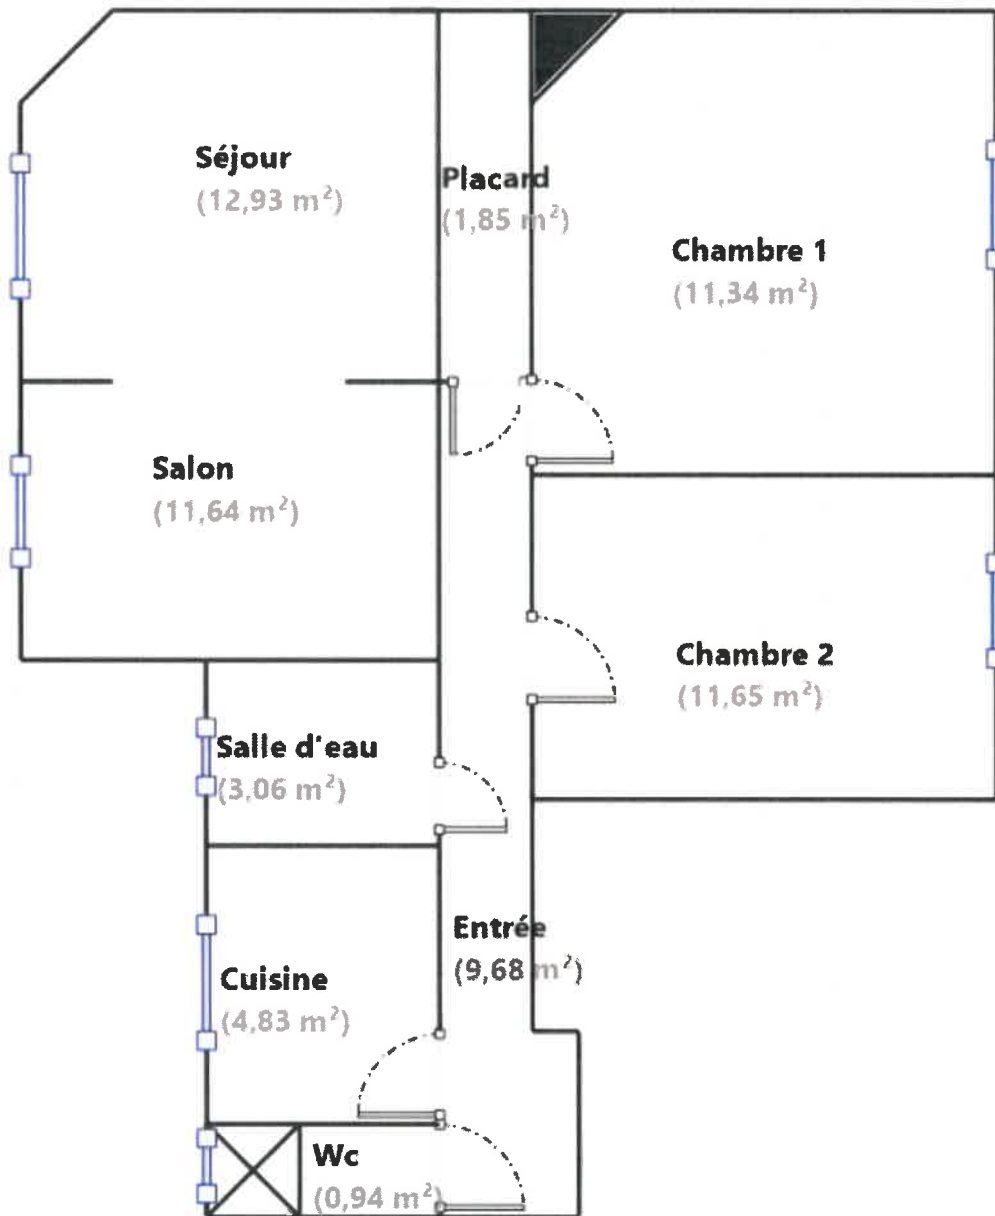 Séjour
(12,93 m²)
Placard
(1,85 m²)
Chambre 1
(11,34 m²)
Salon
(11,64 m²)
Chambre 2
(11,65 m²)
Salle d'eau
(3,06 m²)
Entrée
(9,68 m²)
Cuisine
(4,83 m²)
Wc
(0,94 m²)